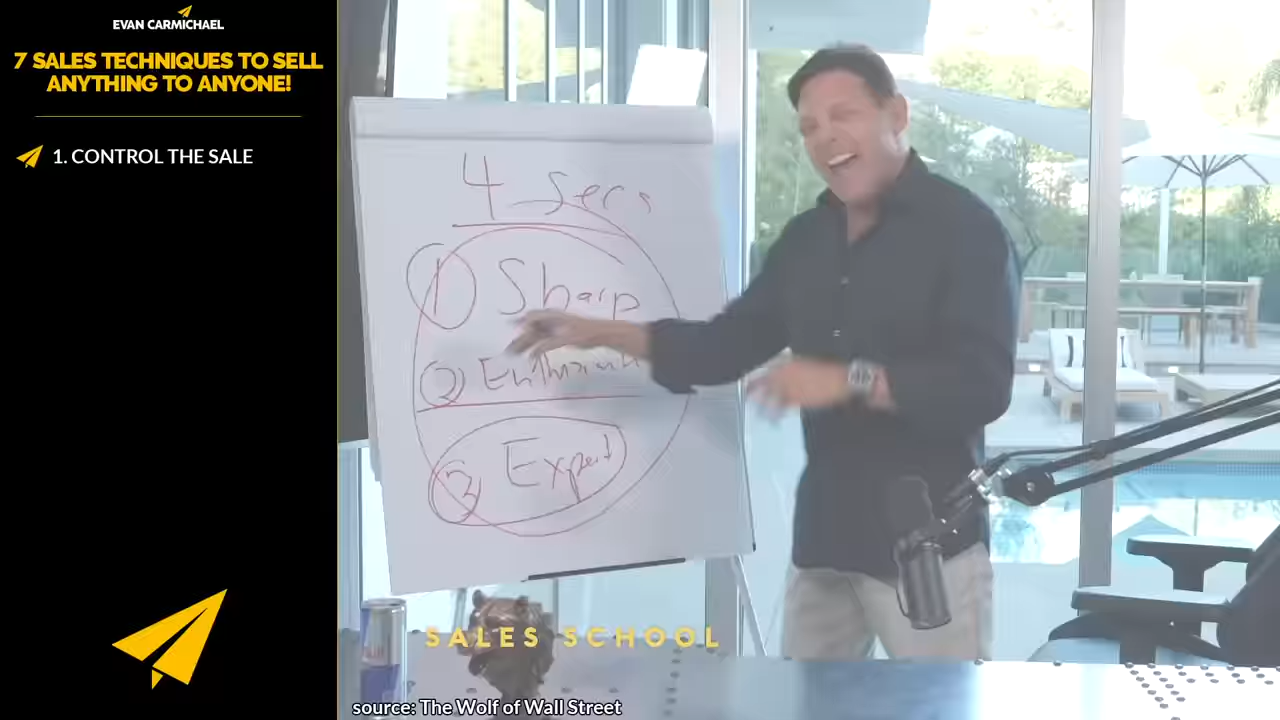 EVAN CARMICHAEL
7 SALES TECHNIQUES TO SELL
ANYTHING TO ANYONE!
1. CONTROL THE SALE
4 Secs
1) Sharp
2)
3) Expert
SALES SCHOOL
source: The Wolf of Wall Street